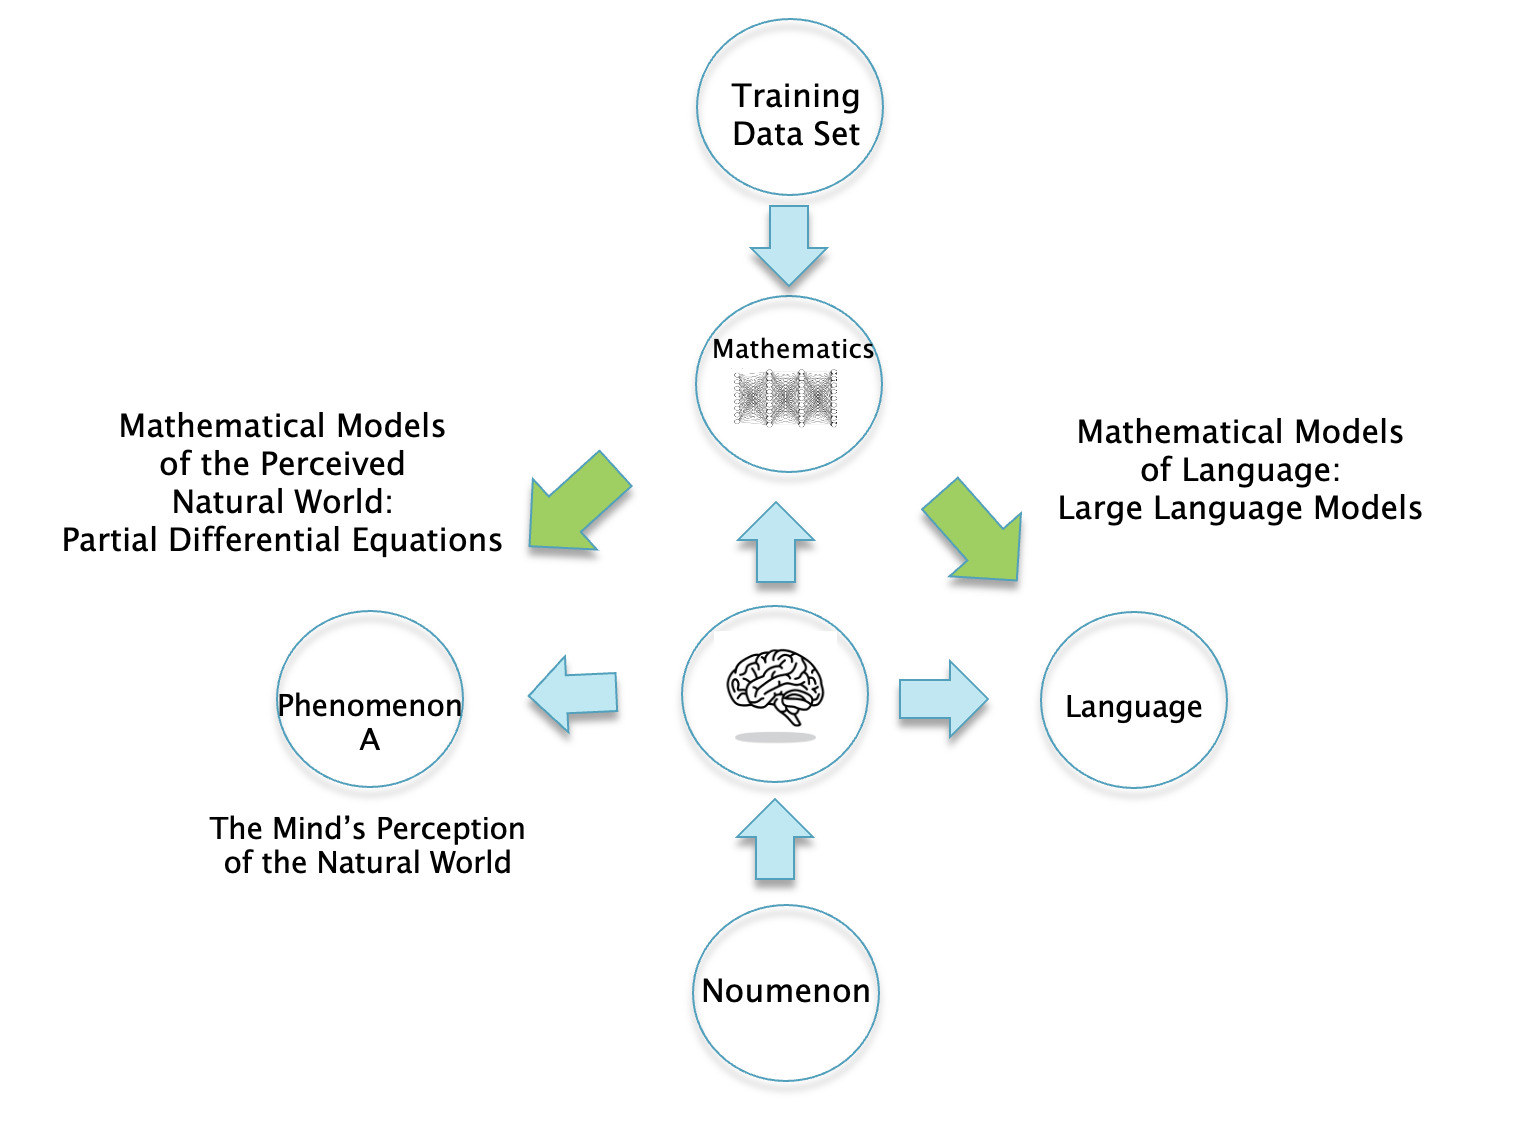 Training
Data Set
Mathematics
Mathematical Models
of the Perceived
Natural World:
Partial Differential Equations
Mathematical Models
of Language:
Large Language Models
Phenomenon
A
Language
The Mind's Perception
of the Natural World
Noumenon